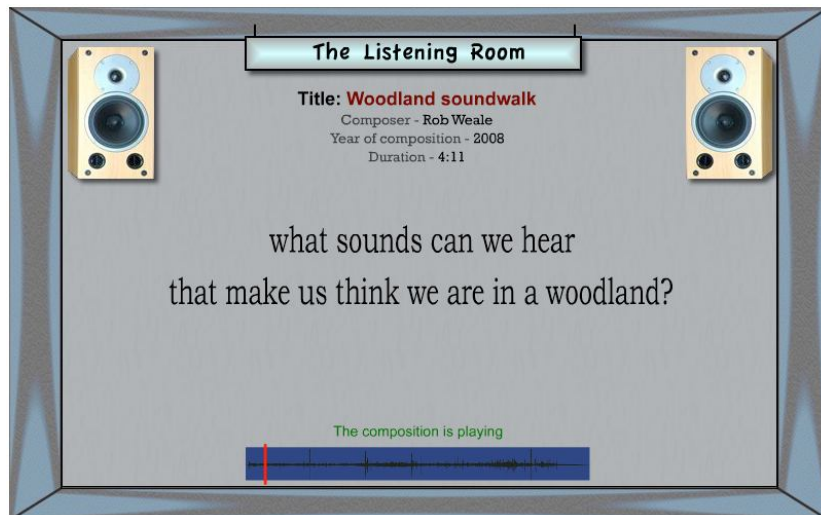 The Listening Room
Title: Woodland soundwalk
Composer - Rob Weale
Year of composition - 2008
Duration - 4:11
what sounds can we hear
that make us think we are in a woodland?
The composition is playing